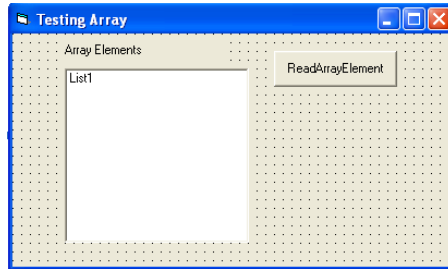 Testing Array
Array Elements
ReadArrayElement
List1